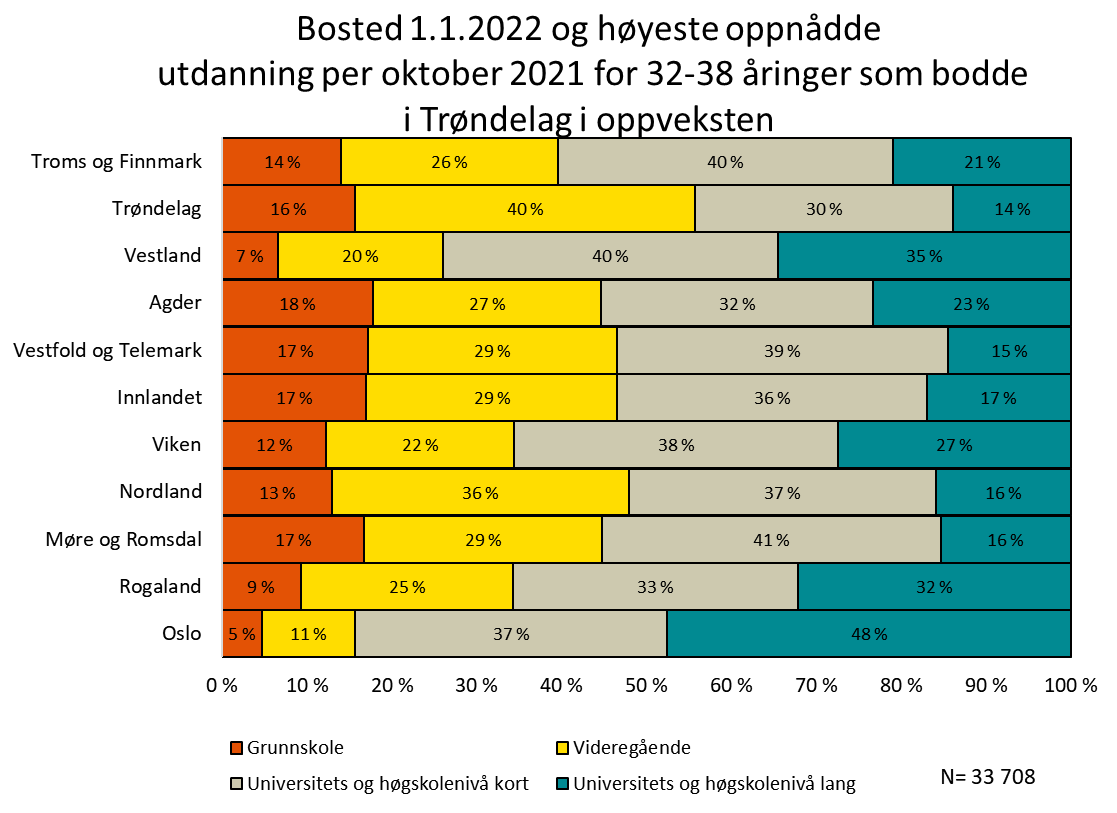 Bosted 1.1.2022 og høyeste oppnådde
utdanning per oktober 2021 for 32-38 åringer som bodde
i Trøndelag i oppveksten
Troms og Finnmark 14 % 26 % 40 % 21 %
Trøndelag 16 % 40 % 30 % 14 %
Vestland 7 % 20 % 40 % 35 %
Agder 18 % 27 % 32 % 23 %
Vestfold og Telemark 17 % 29 % 39 % 15 %
Innlandet 17 % 29 % 36 % 17 %
Viken 12 % 22 % 38 % 27 %
Nordland 13 % 36 % 37 % 16 %
Møre og Romsdal 17 % 29 % 41 % 16 %
Rogaland 9 % 25 % 33 % 32 %
Oslo 5 % 11 % 37 % 48 %
0 % 10 % 20 % 30 % 40 % 50 % 60 % 70 % 80 % 90 % 100 %
Grunnskole Videregående
Universitets og høgskolenivå kort Universitets og høgskolenivå lang
N= 33 708